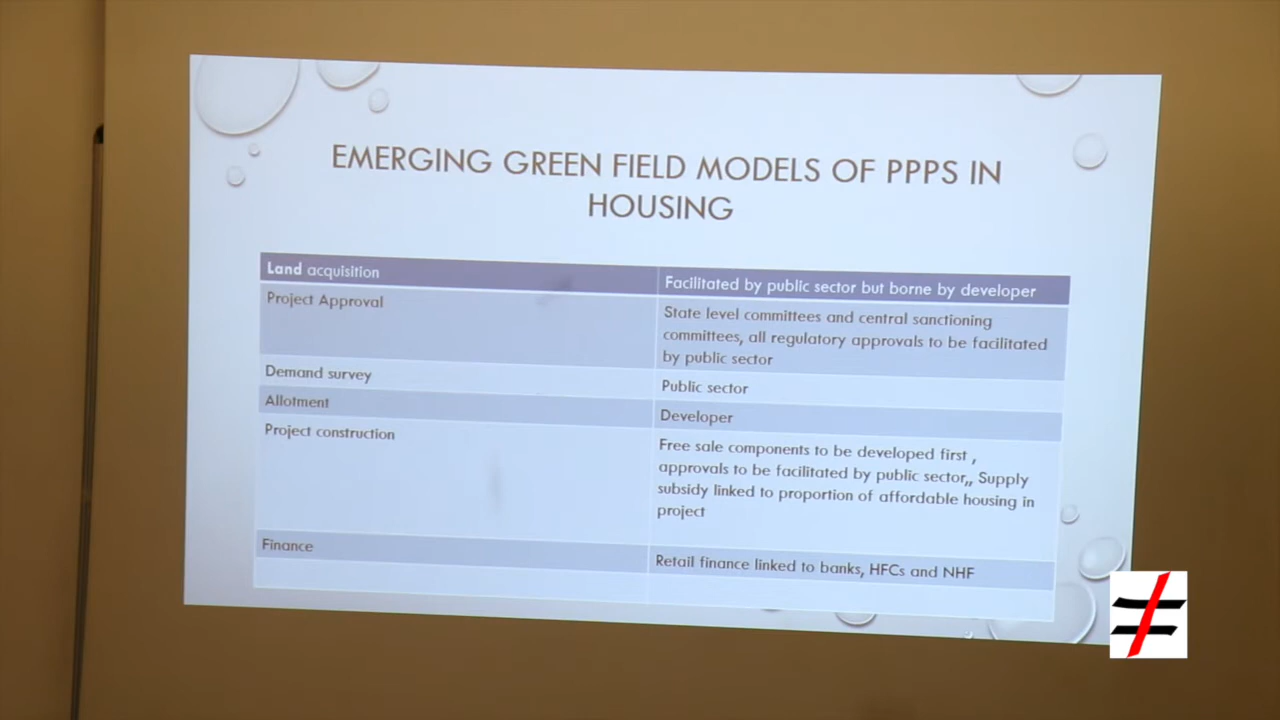 EMERGING GREEN FIELD MODELS OF PPPS IN
HOUSING
Land acquisition
Facilitated by public sector but borne by developer
Project Approval
State level committees and central sanctioning
committees, all regulatory approvals to be facilitated
by public sector
Demand survey
Public sector
Allotment
Developer
Project construction
Free sale components to be developed first ,
approvals to be facilitated by public sector,, Supply
subsidy linked to proportion of affordable housing in
project
Finance
Retail finance linked to banks, HFCs and NHF